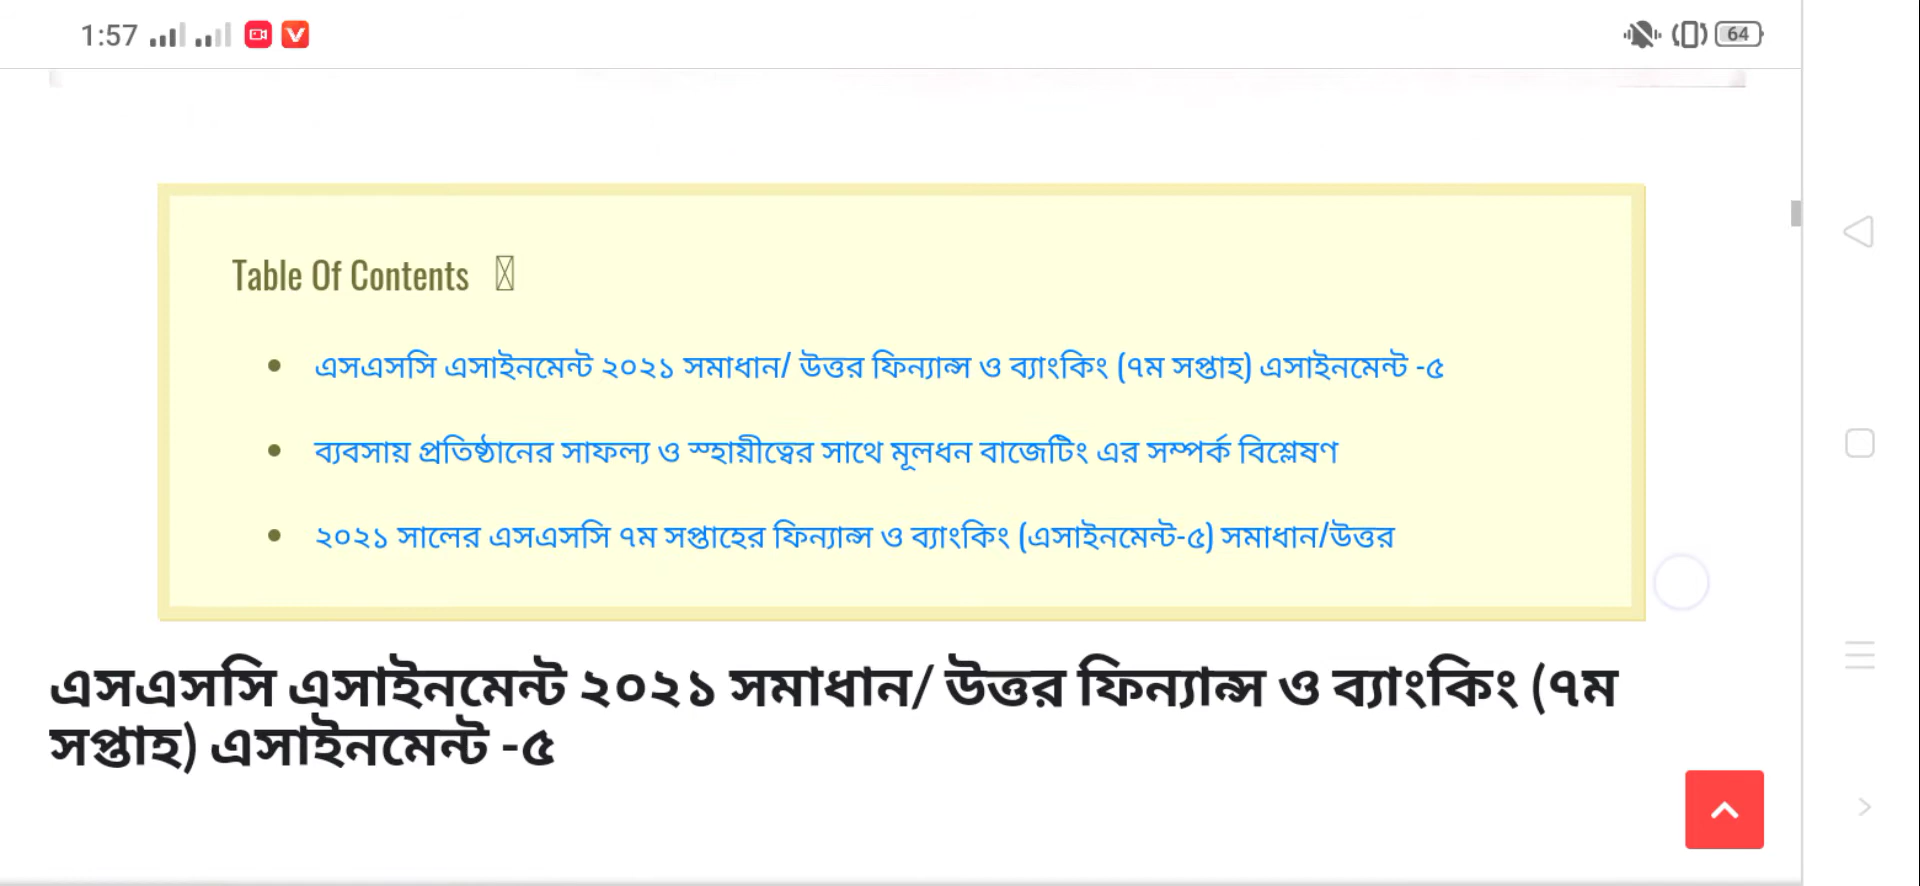 1:57
64
Table Of Contents
এসএসসি এসাইনমেন্ট ২০২১ সমাধান/ উত্তর ফিন্যান্স ও ব্যাংকিং (৭ম সপ্তাহ) এসাইনমেন্ট -৫
ব্যবসায় প্রতিষ্ঠানের সাফল্য ও স্হায়ীত্বের সাথে মূলধন বাজেটিং এর সম্পর্ক বিশ্লেষণ
২০২১ সালের এসএসসি ৭ম সপ্তাহের ফিন্যান্স ও ব্যাংকিং (এসাইনমেন্ট-৫) সমাধান/উত্তর
এসএসসি এসাইনমেন্ট ২০২১ সমাধান/ উত্তর ফিন্যান্স ও ব্যাংকিং (৭ম
সপ্তাহ) এসাইনমেন্ট -৫